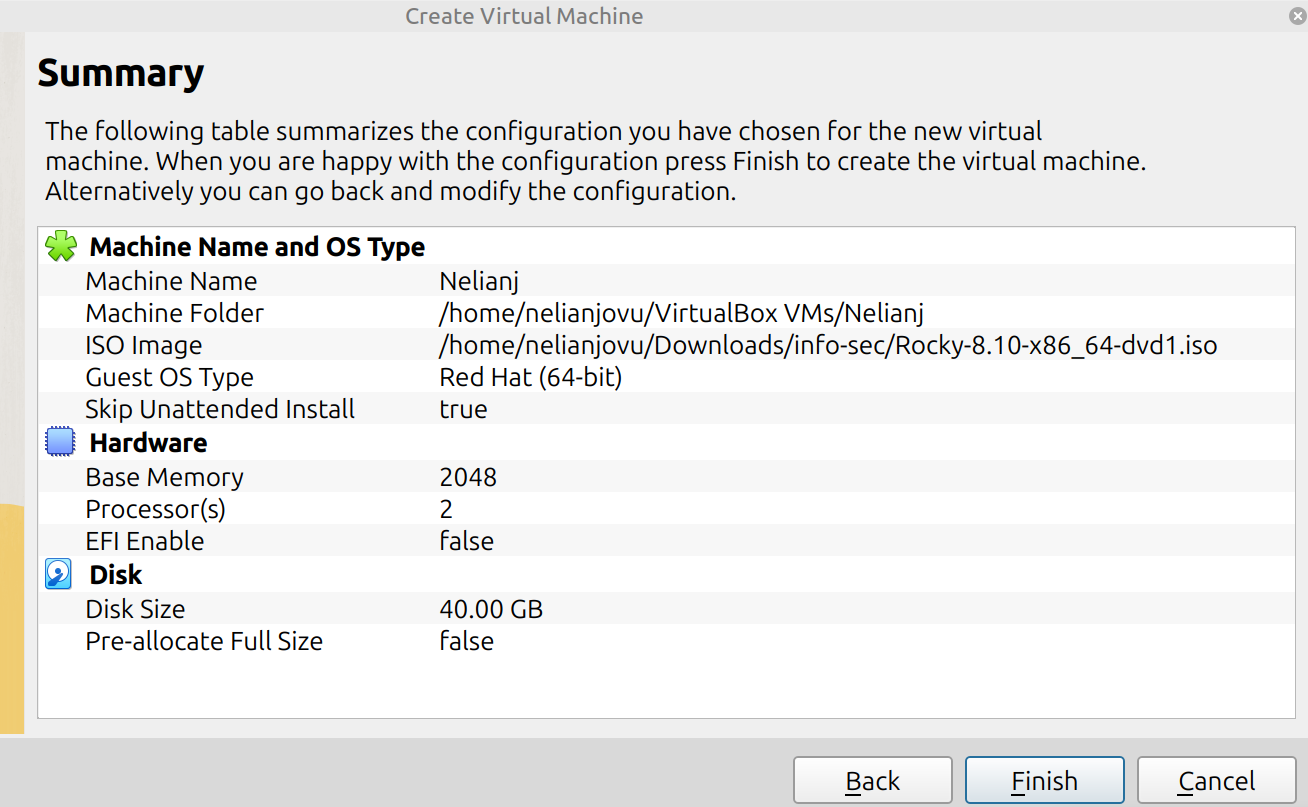 Create Virtual Machine
Summary
The following table summarizes the configuration you have chosen for the new virtual
machine. When you are happy with the configuration press Finish to create the virtual machine.
Alternatively you can go back and modify the configuration.
Machine Name and OS Type
Machine Name Nelianj
Machine Folder /home/nelianjovu/VirtualBox VMs/Nelianj
ISO Image /home/nelianjovu/Downloads/info-sec/Rocky-8.10-x86_64-dvd1.iso
Guest OS Type Red Hat (64-bit)
Skip Unattended Install true
Hardware
Base Memory 2048
Processor(s) 2
EFI Enable false
Disk
Disk Size 40.00 GB
Pre-allocate Full Size false
Back Finish Cancel